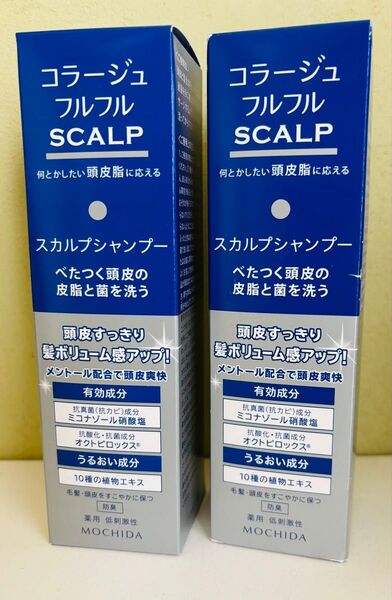 コラージュ
フルフル
SCALP
何とかしたい頭皮脂に応える
スカルプシャンプー
べたつく頭皮の
皮脂と菌を洗う
頭皮すっきり
髪ボリューム感アップ!
メントール配合で頭皮爽快
有効成分
抗真菌(抗カビ)成分
ミコナゾール硝酸塩
抗酸化・抗菌成分
オクトピロックス®
うるおい成分
10種の植物エキス
毛髪・頭皮をすこやかに保つ
防臭
薬用 低刺激性
MOCHIDA
コラージュ
フルフル
SCALP
何とかしたい頭皮脂に応える
スカルプシャンプー
べたつく頭皮の
皮脂と菌を洗う
頭皮すっきり
髪ボリューム感アップ!
メントール配合で頭皮爽快
有効成分
抗真菌(抗カビ)成分
ミコナゾール硝酸塩
抗酸化・抗菌成分
オクトピロックス®
うるおい成分
10種の植物エキス
毛髪・頭皮をすこやかに保つ
防臭
薬用 低刺激性
MOCHIDA